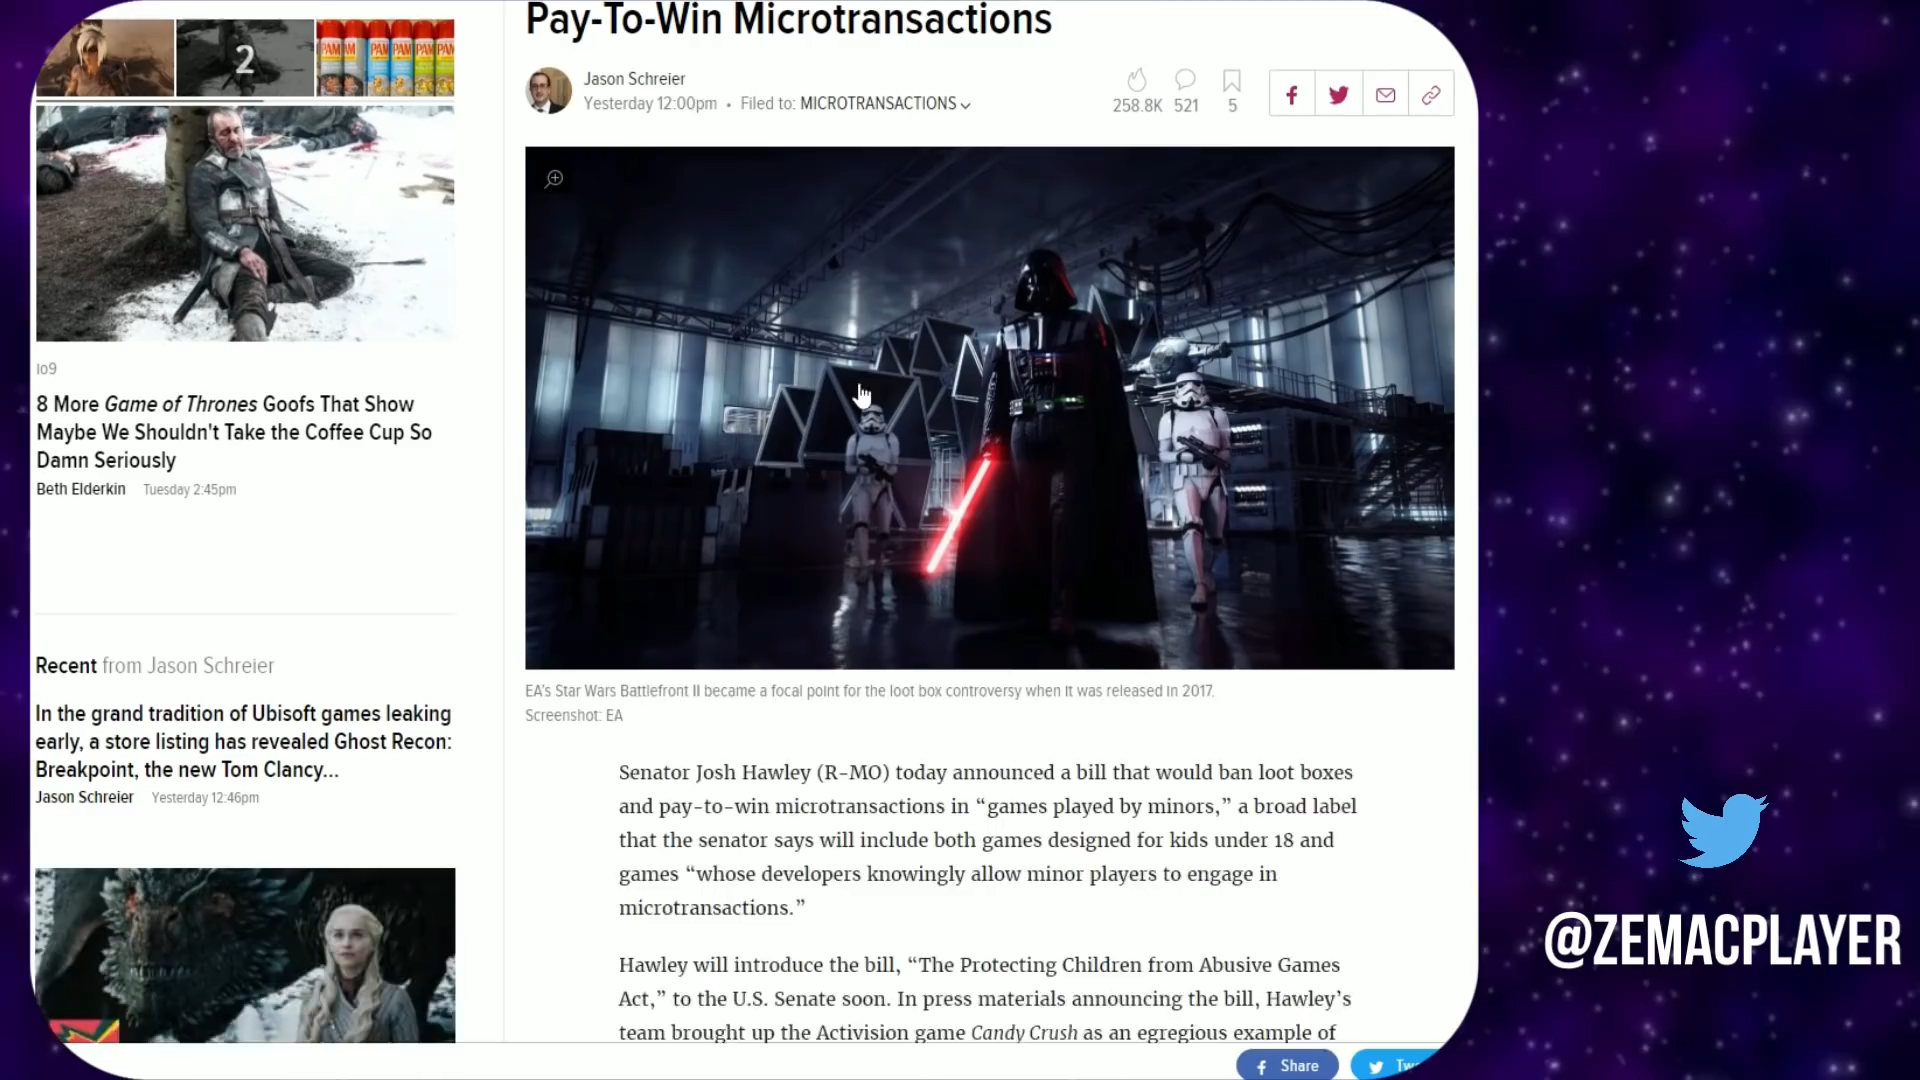 Pay-To-Win Microtransactions
Jason Schreier
Yesterday 12:00pm • Filed to: MICROTRANSACTIONS
258.8K 521 5
2
PAM PAM PAM PAM PAM
Io9
8 More Game of Thrones Goofs That Show
Maybe We Shouldn't Take the Coffee Cup So
Damn Seriously
Beth Elderkin Tuesday 2:45pm
Recent from Jason Schreier
In the grand tradition of Ubisoft games leaking
early, a store listing has revealed Ghost Recon:
Breakpoint, the new Tom Clancy...
Jason Schreier Yesterday 12:46pm
EA's Star Wars Battlefront II became a focal point for the loot box controversy when it was released in 2017.
Screenshot: EA
Senator Josh Hawley (R-MO) today announced a bill that would ban loot boxes
and pay-to-win microtransactions in “games played by minors,” a broad label
that the senator says will include both games designed for kids under 18 and
games “whose developers knowingly allow minor players to engage in
microtransactions.”
Hawley will introduce the bill, “The Protecting Children from Abusive Games
Act,” to the U.S. Senate soon. In press materials announcing the bill, Hawley’s
team brought up the Activision game Candy Crush as an egregious example of
Share
@ZEMACPLAYER